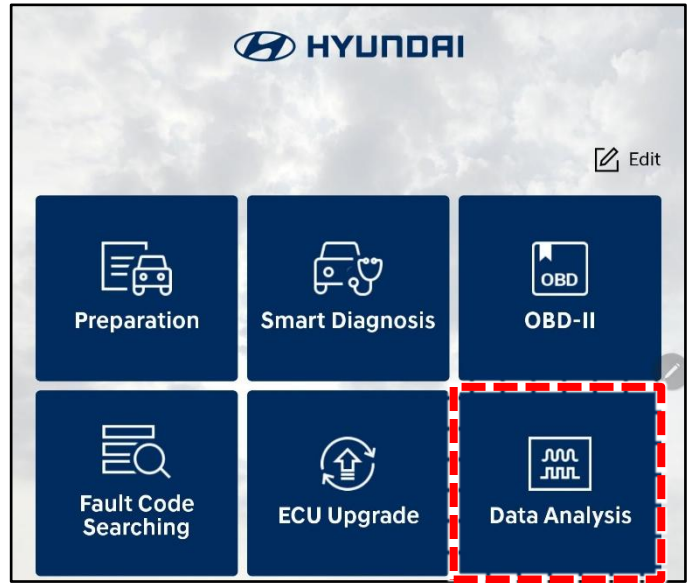 HYUNDAI
Edit
Preparation
Smart Diagnosis
OBD
OBD-II
Fault Code
Searching
ECU Upgrade
Data Analysis